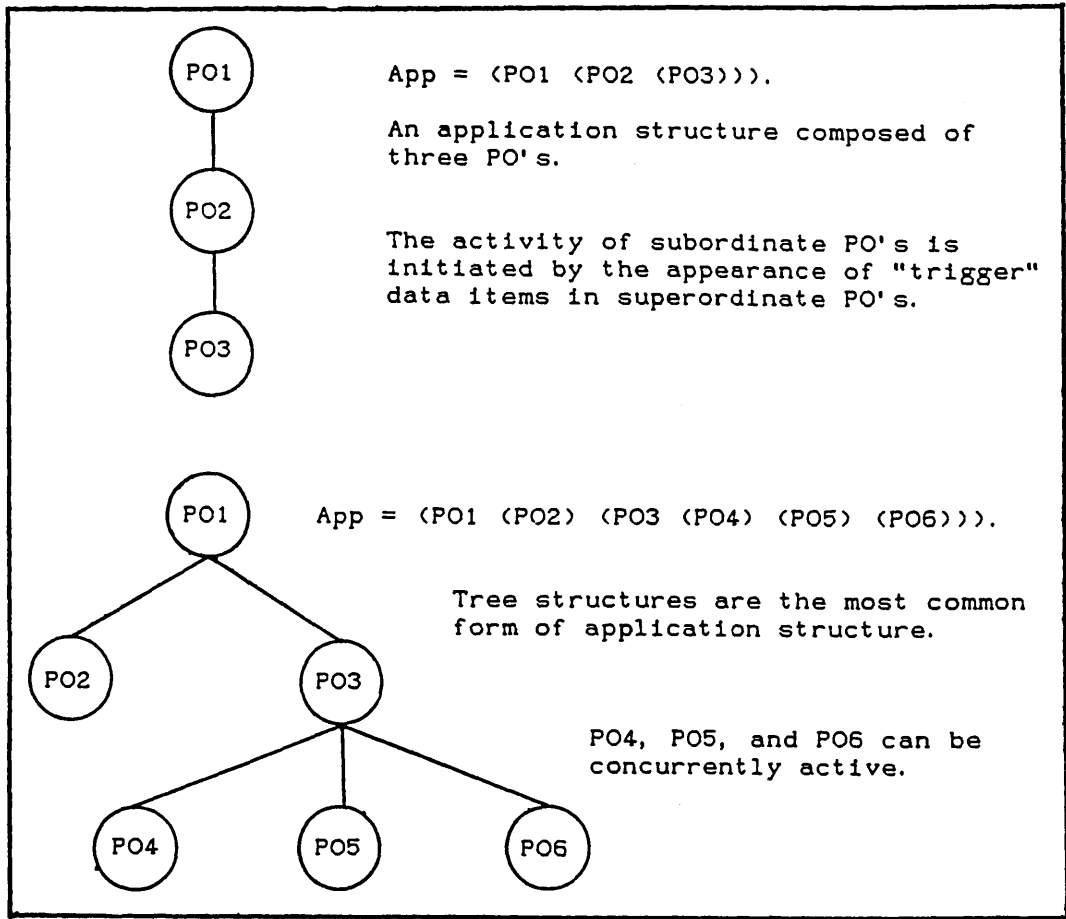 PO1
App = (PO1 (PO2 (PO3))).
An application structure composed of
three PO's.
PO2
The activity of subordinate PO's is
initiated by the appearance of "trigger"
data items in superordinate PO's.
PO3
PO1
App = (PO1 (PO2) (PO3 (PO4) (PO5) (PO6))).
Tree structures are the most common
form of application structure.
PO2
PO3
PO4, PO5, and PO6 can be
concurrently active.
PO4
PO5
PO6